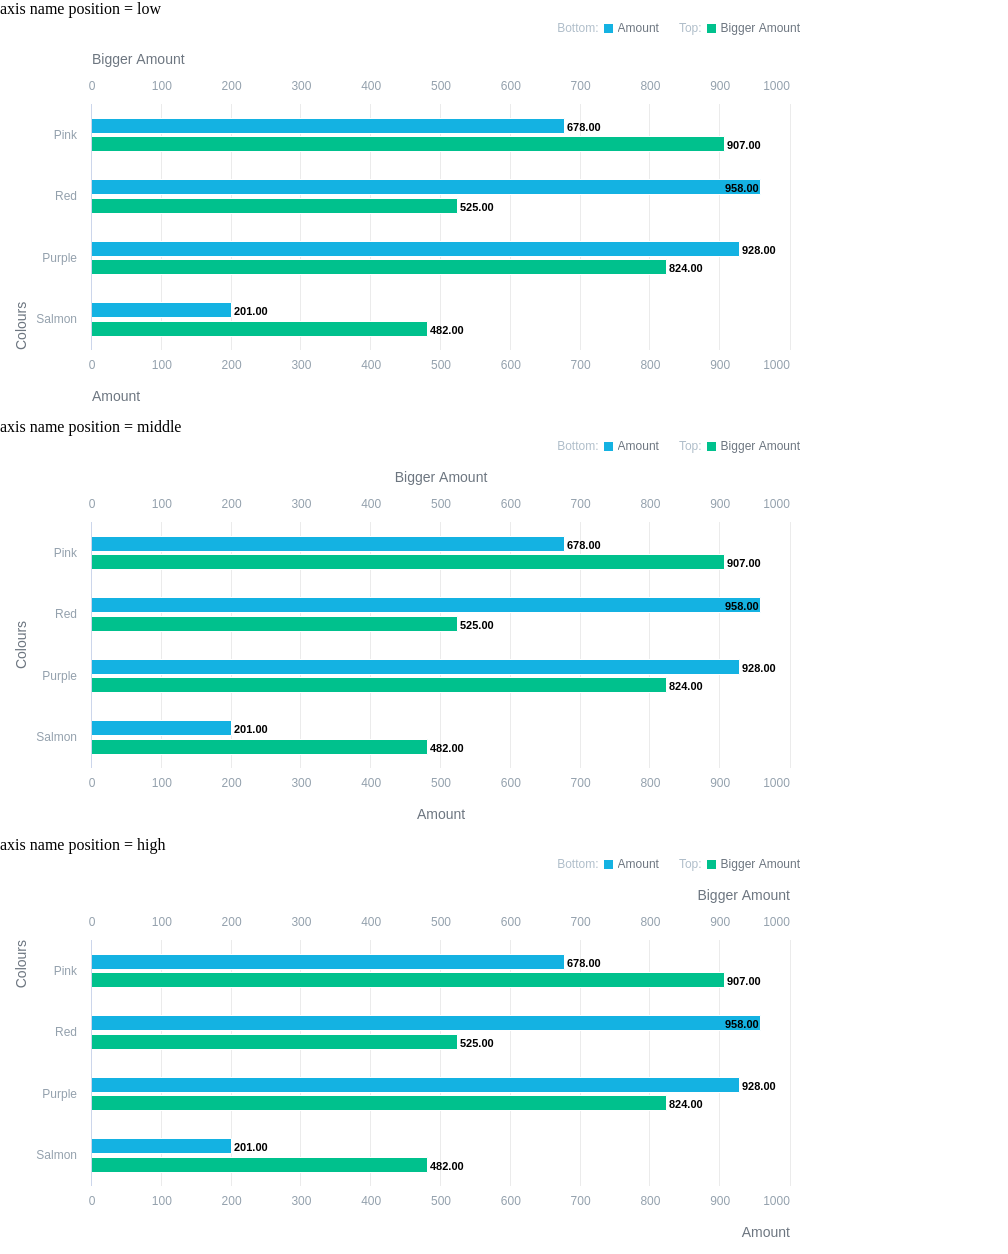 axis name position = low
Bottom: Amount Top: Bigger Amount
Bigger Amount
0 100 200 300 400 500 600 700 800 900 1000
678.00
Pink
907.00
958.00
Red
525.00
928.00
Purple
824.00
201.00
Salmon
482.00
Colours
0 100 200 300 400 500 600 700 800 900 1000
Amount
axis name position = middle
Bottom: Amount Top: Bigger Amount
Bigger Amount
0 100 200 300 400 500 600 700 800 900 1000
678.00
Pink
907.00
958.00
Red
525.00
Colours
928.00
Purple
824.00
201.00
Salmon
482.00
0 100 200 300 400 500 600 700 800 900 1000
Amount
axis name position = high
Bottom: Amount Top: Bigger Amount
Bigger Amount
0 100 200 300 400 500 600 700 800 900 1000
Colours
678.00
Pink
907.00
958.00
Red
525.00
928.00
Purple
824.00
201.00
Salmon
482.00
0 100 200 300 400 500 600 700 800 900 1000
Amount